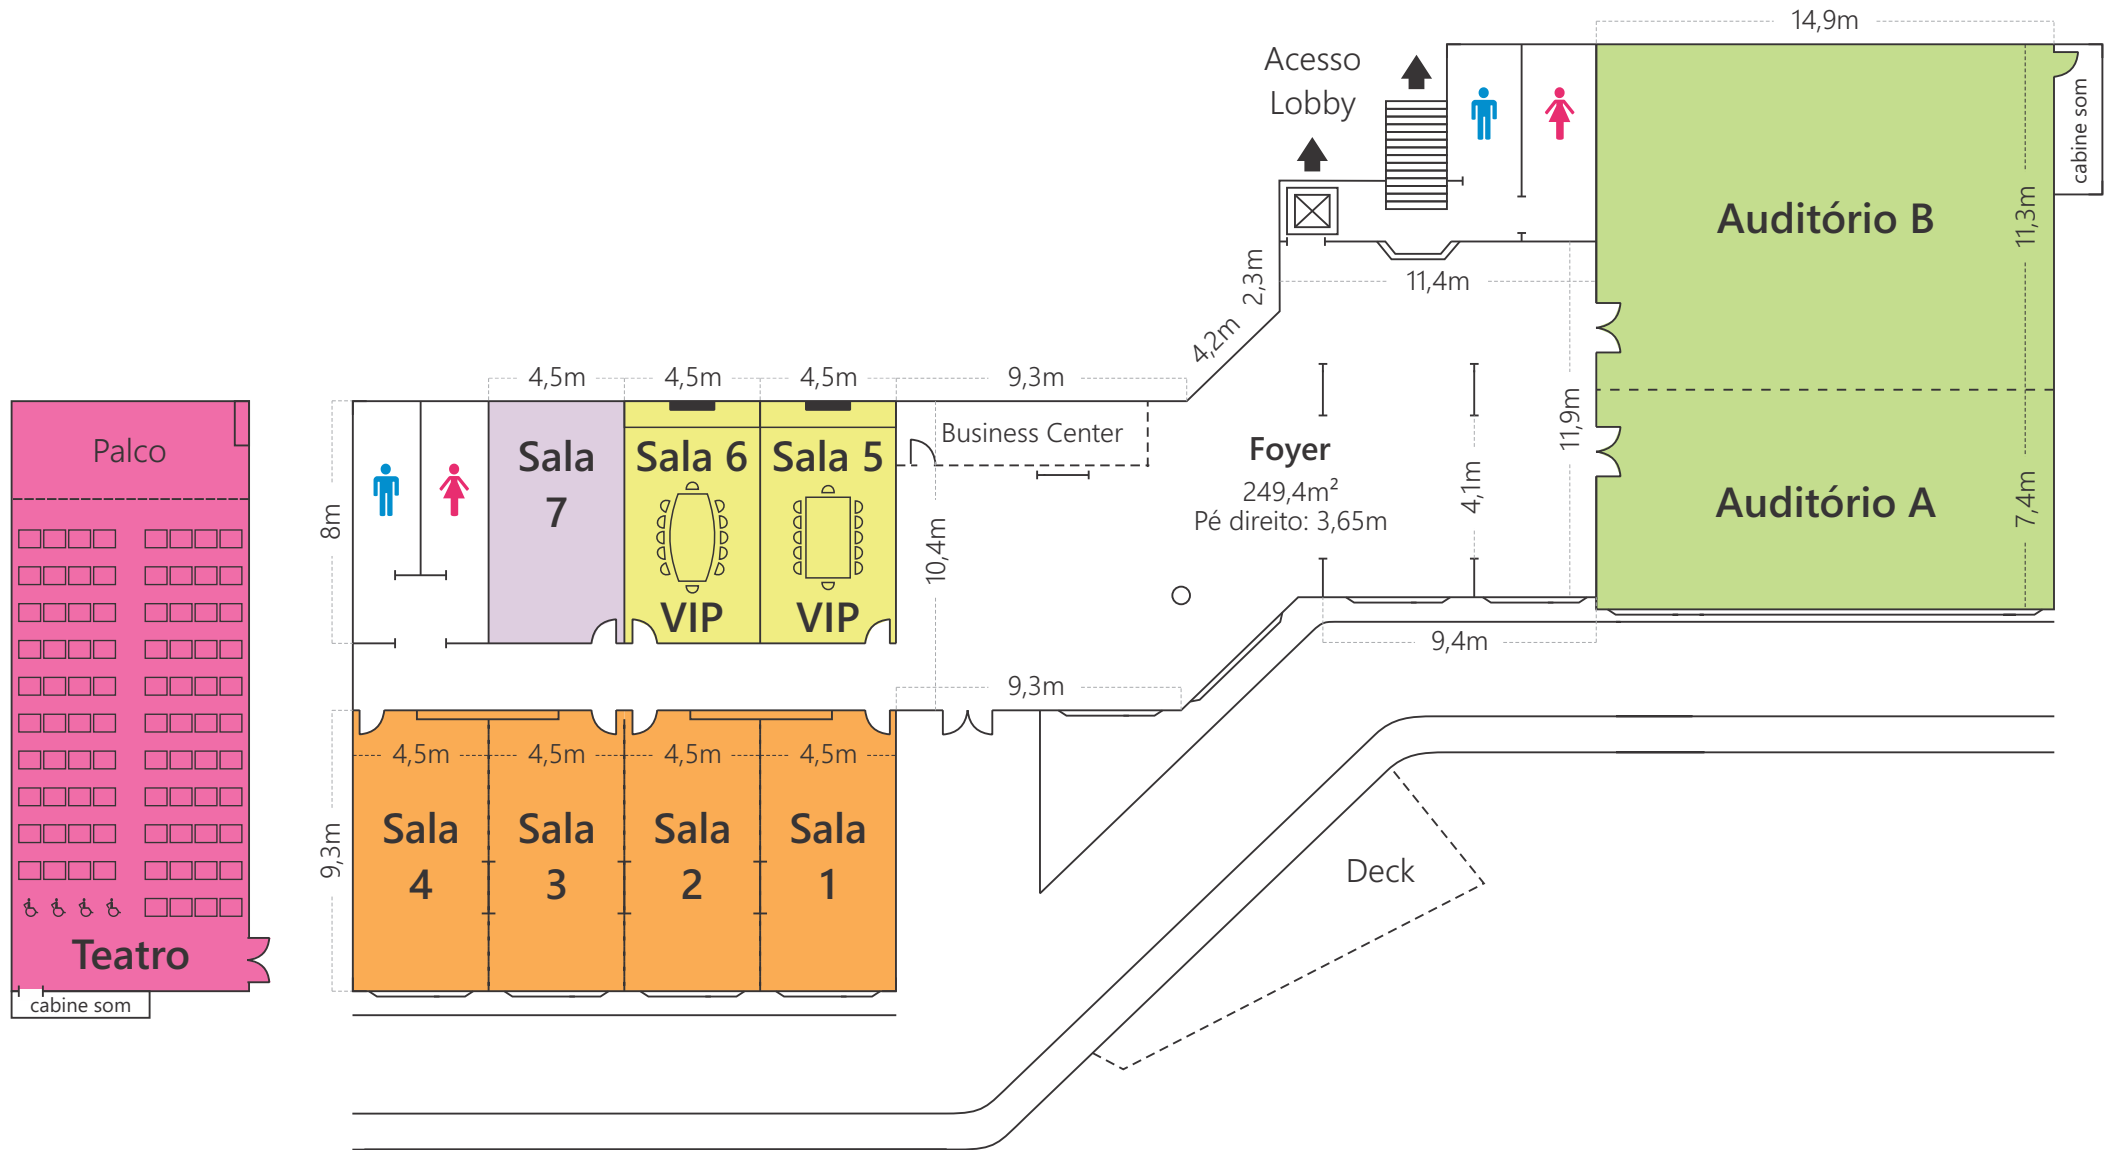 14,9m
Acesso
Lobby
cabine som
Auditório B
11,3m
2,3m
11,4m
4,2m
4,5m
4,5m
4,5m
9,3m
11,9m
Palco
Sala
7
Sala 6
Sala 5
Business Center
Foyer
249,4m²
Pé direito: 3,65m
4,1m
Auditório A
7,4m
8m
10,4m
VIP
VIP
9,4m
9,3m
4,5m
4,5m
4,5m
4,5m
9,3m
Sala
4
Sala
3
Sala
2
Sala
1
Deck
Teatro
cabine som